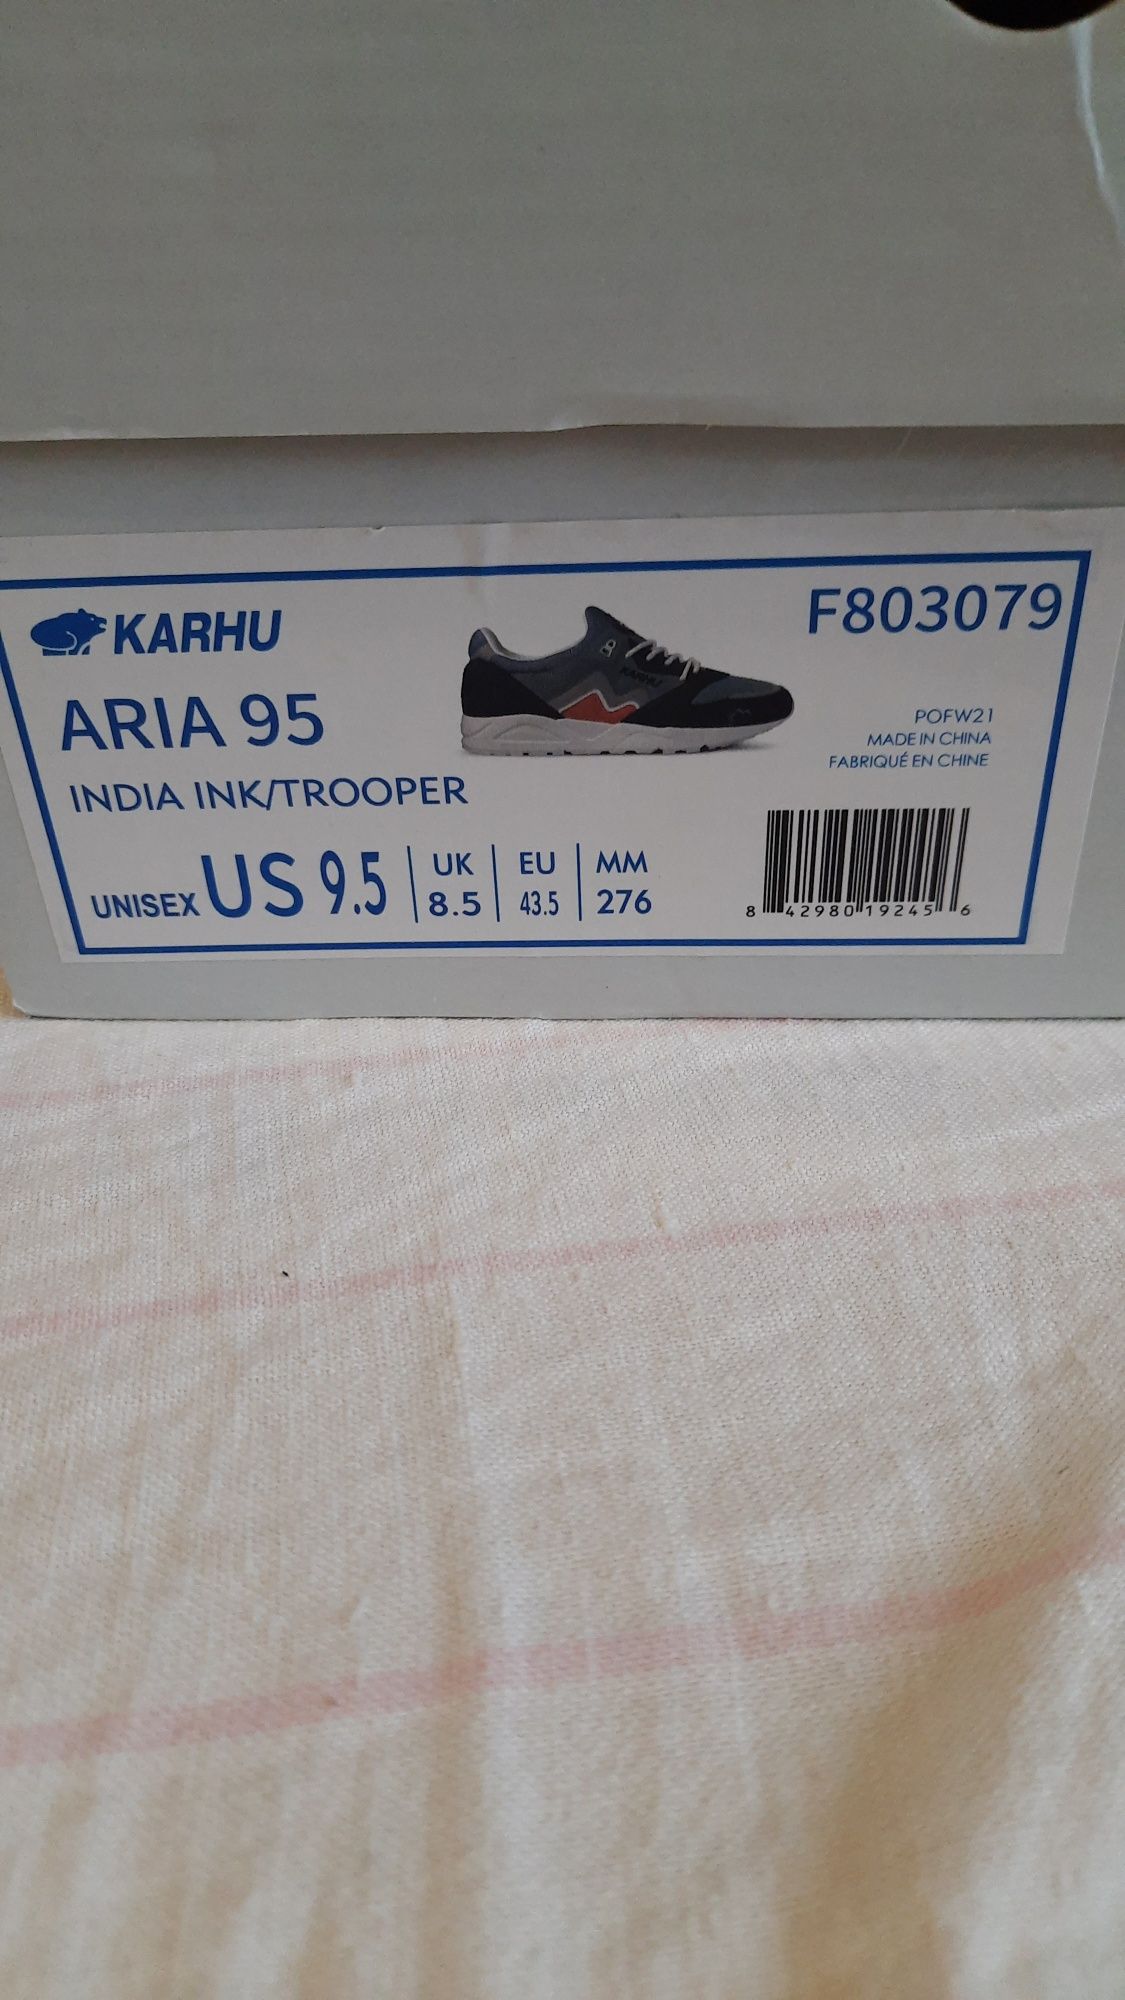 KARHU
F803079
ARIA 95
KARHU
POFW21
MADE IN CHINA
FABRIQUÉ EN CHINE
INDIA INK/TROOPER
UNISEX US 9.5
UK 8.5
EU 43.5
MM 276
8 42980 19245 6